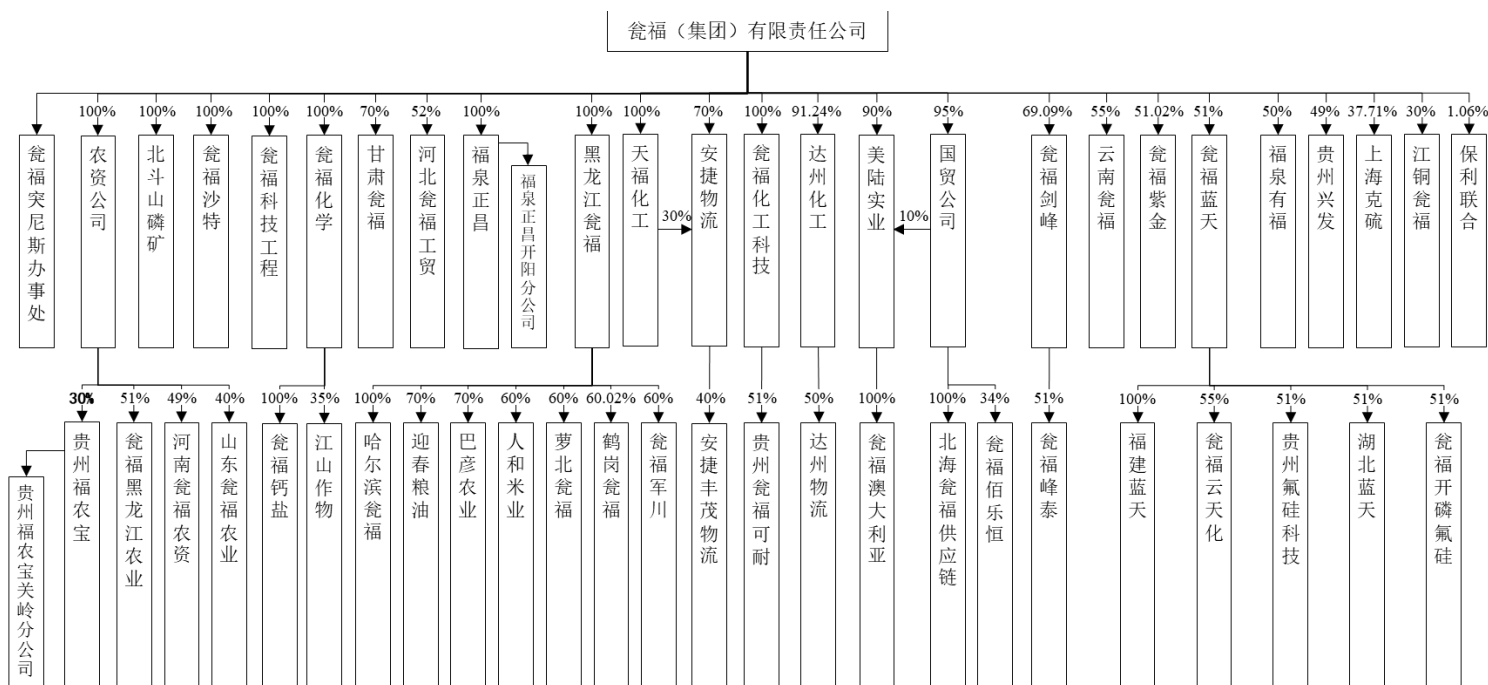 瓮福（集团）有限责任公司
100%
100%
100%
100%
100%
70%
52%
100%
100%
100%
70%
100%
91.24%
90%
95%
69.09%
55%
51.02%
51%
50%
49%
37.71%
30%
1.06%
瓮福突尼斯办事处
农资公司
北斗山磷矿
瓮福沙特
瓮福科技工程
瓮福化学
甘肃瓮福
河北瓮福工贸
福泉正昌
福泉正昌开阳分公司
黑龙江瓮福
天福化工
30%
安捷物流
瓮福化工科技
达州化工
美陆实业
10%
国贸公司
瓮福剑峰
云南瓮福
瓮福紫金
瓮福蓝天
福泉有福
贵州兴发
上海克硫
江铜瓮福
保利联合
30%
51%
49%
40%
100%
35%
100%
70%
70%
60%
60%
60.02%
60%
40%
51%
50%
100%
100%
34%
51%
100%
55%
51%
51%
51%
贵州福农宝关岭分公司
贵州福农宝
瓮福黑龙江农业
河南瓮福农资
山东瓮福农业
瓮福钙盐
江山作物
哈尔滨瓮福
迎春粮油
巴彦农业
人和米业
萝北瓮福
鹤岗瓮福
瓮福军川
安捷丰茂物流
贵州瓮福可耐
达州物流
瓮福澳大利亚
北海瓮福供应链
瓮福佰乐恒
瓮福峰泰
福建蓝天
瓮福云天化
贵州氟硅科技
湖北蓝天
瓮福开磷氟硅